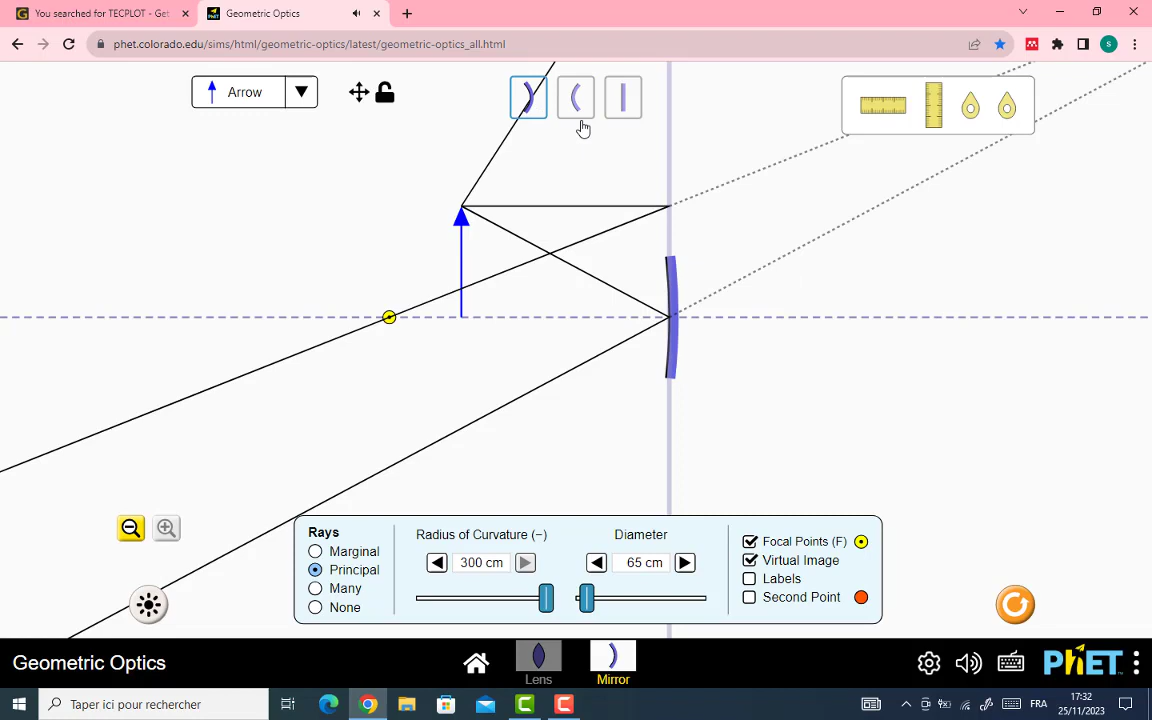 You searched for TECPLOT - Get
Geometric Optics
phet.colorado.edu/sims/html/geometric-optics/latest/geometric-optics_all.html
S
Arrow
Rays
Marginal
Principal
Many
None
Radius of Curvature (−)
300 cm
Diameter
65 cm
Focal Points (F)
Virtual Image
Labels
Second Point
Geometric Optics
Lens
Mirror
PhET
Taper ici pour rechercher
FRA
17:32
25/11/2023